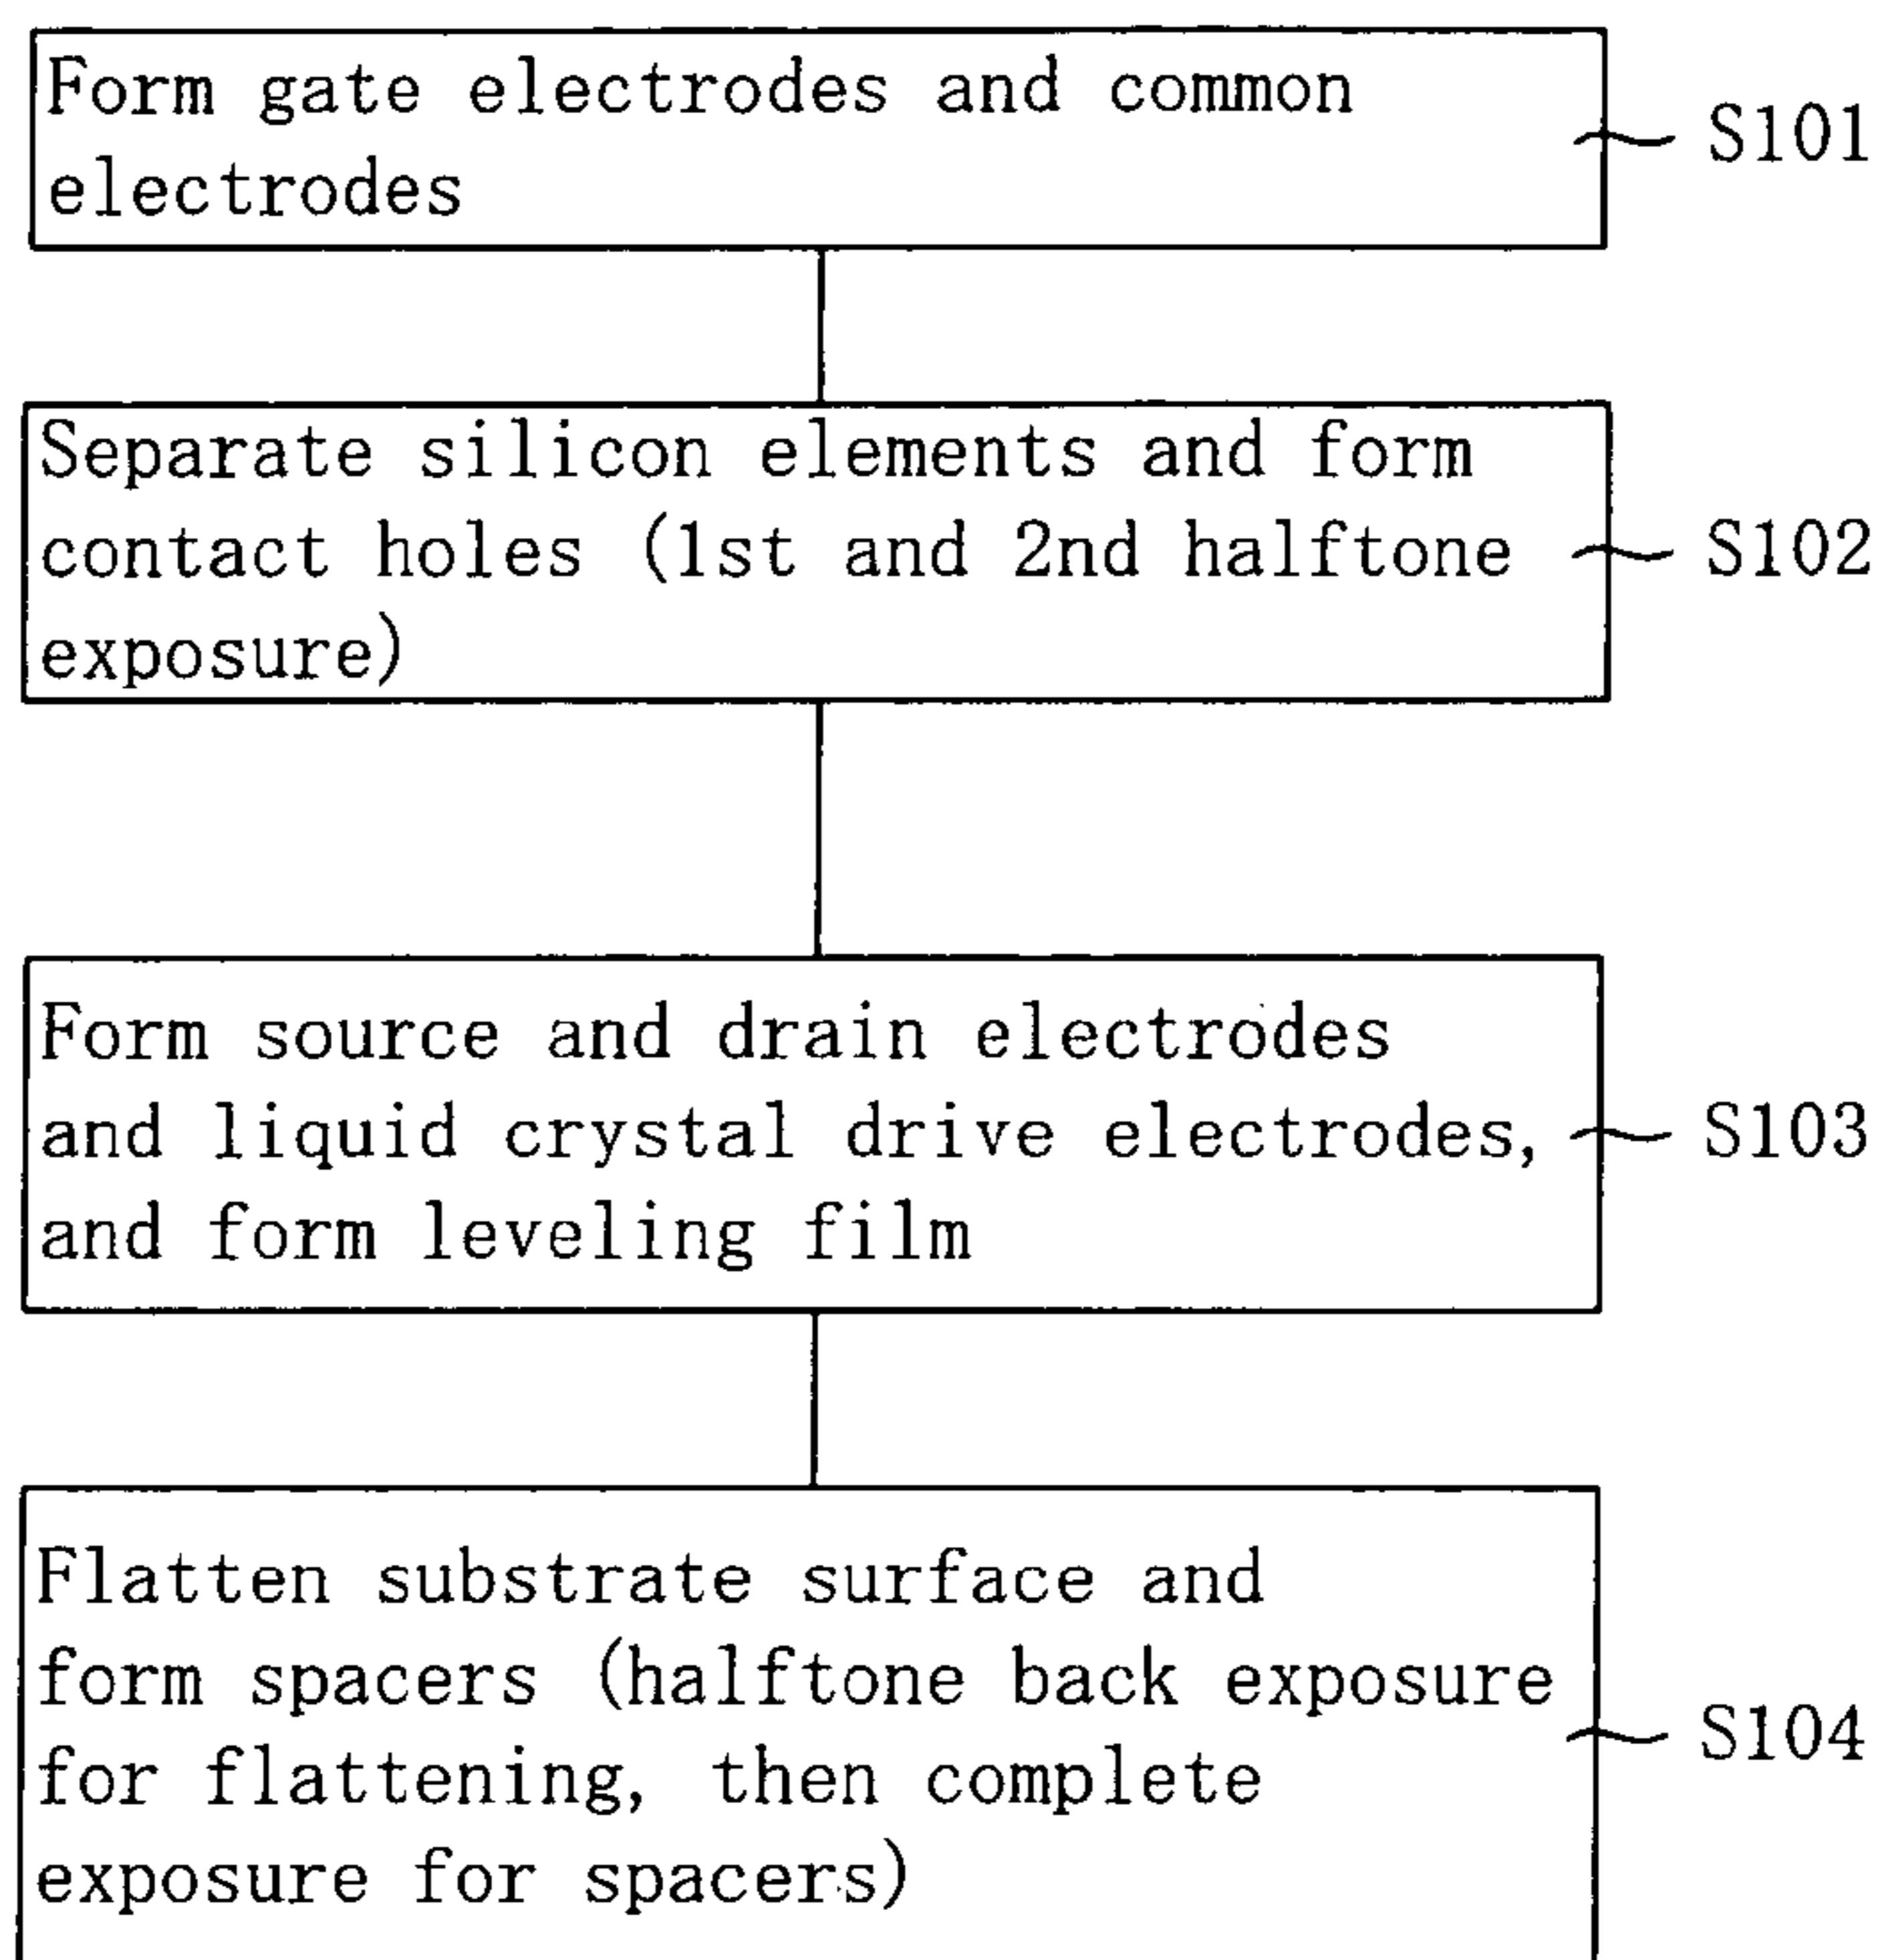 Form gate electrodes and common
electrodes
S101
Separate silicon elements and form
contact holes (1st and 2nd halftone
exposure)
S102
Form source and drain electrodes
and liquid crystal drive electrodes,
and form leveling film
S103
Flatten substrate surface and
form spacers (halftone back exposure
for flattening, then complete
exposure for spacers)
S104